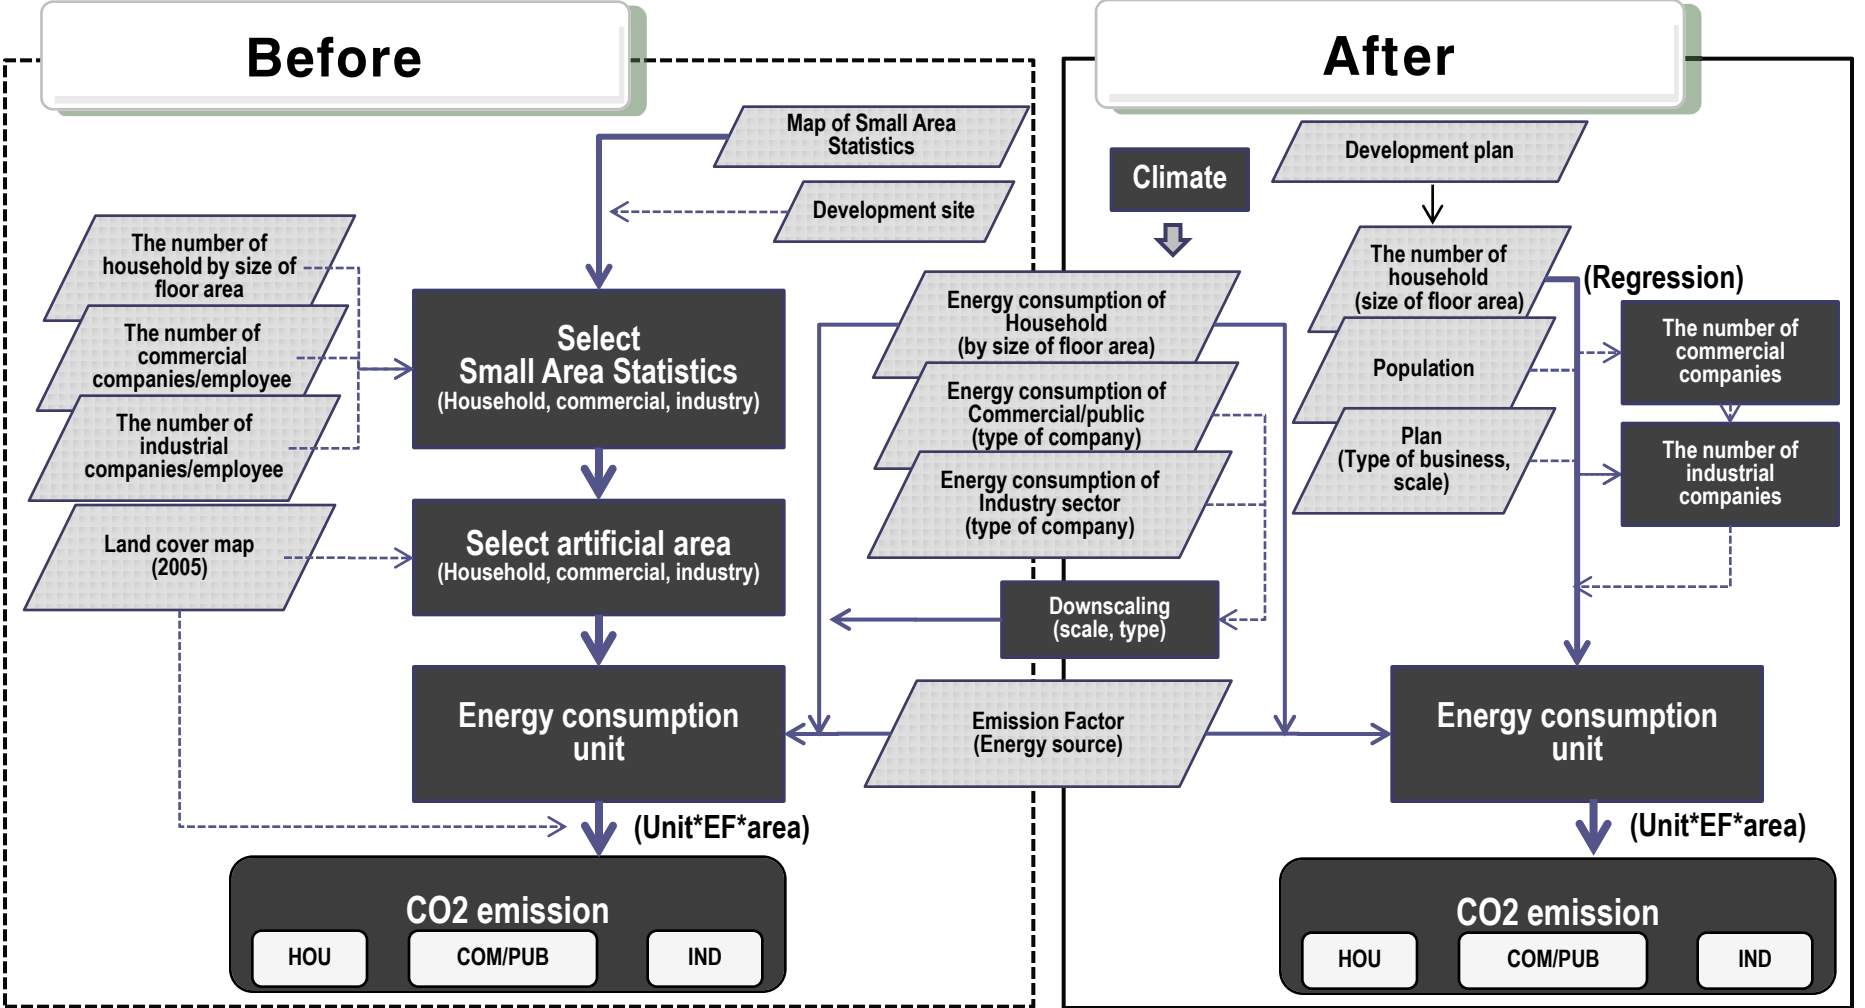 Before
Map of Small Area
Statistics
Development site
The number of
household by size of
floor area
The number of
commercial
companies/employee
The number of
industrial
companies/employee
Land cover map
(2005)
Select
Small Area Statistics
(Household, commercial, industry)
Select artificial area
(Household, commercial, industry)
Energy consumption
unit
(Unit*EF*area)
CO2 emission
HOU
COM/PUB
IND
After
Climate
Development plan
Energy consumption of
Household
(by size of floor area)
Energy consumption of
Commercial/public
(type of company)
Energy consumption of
Industry sector
(type of company)
Downscaling
(scale, type)
Emission Factor
(Energy source)
The number of
household
(size of floor area)
Population
Plan
(Type of business,
scale)
(Regression)
The number of
commercial
companies
The number of
industrial
companies
Energy consumption
unit
(Unit*EF*area)
CO2 emission
HOU
COM/PUB
IND